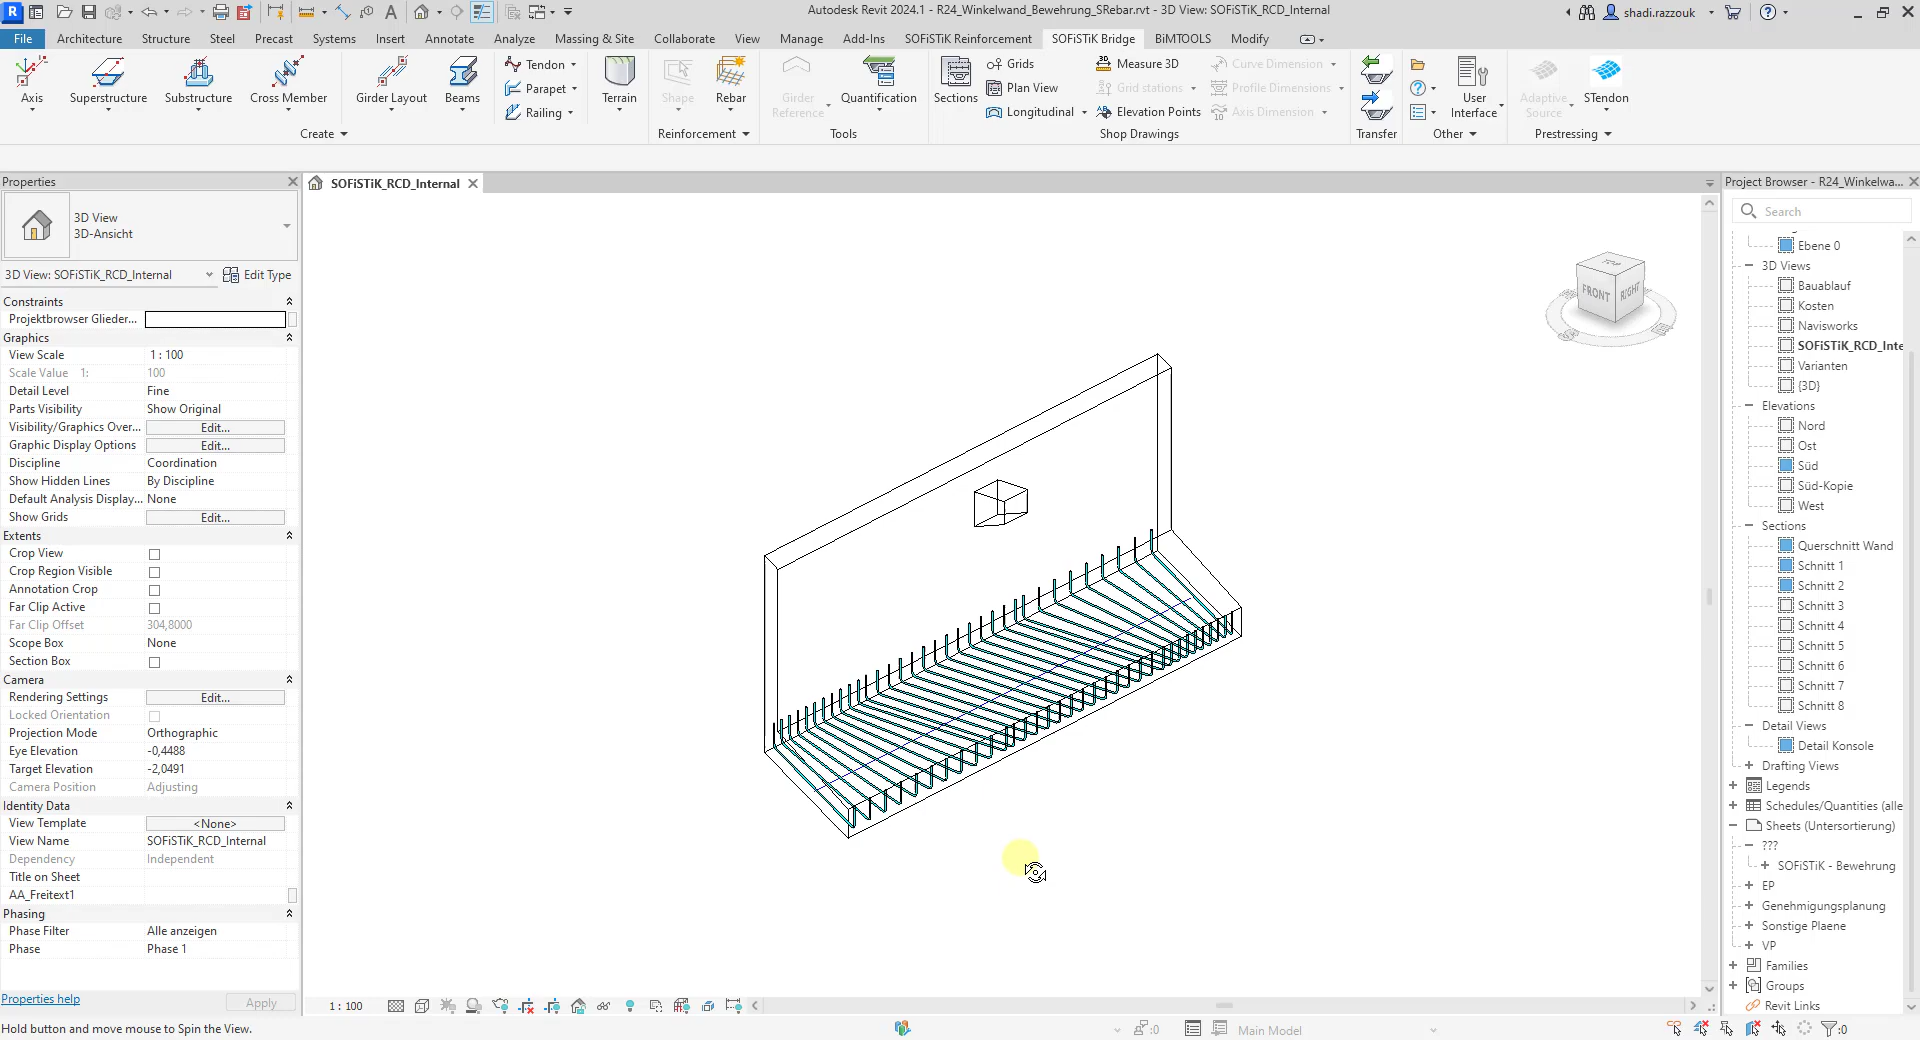 Autodesk Revit 2024.1 - R24_Winkelwand_Bewehrung_SRebar.rvt - 3D View: SOFiSTiK_RCD_Internal
shadi.razzouk
File
Architecture
Structure
Steel
Precast
Systems
Insert
Annotate
Analyze
Massing & Site
Collaborate
View
Manage
Add-Ins
SOFiSTiK Reinforcement
SOFiSTiK Bridge
BiMTOOLS
Modify
Axis
Superstructure
Substructure
Cross Member
Girder Layout
Beams
Tendon
Parapet
Railing
Terrain
Shape
Rebar
Girder
Reference
Quantification
Sections
Grids
Plan View
Longitudinal
Measure 3D
Grid stations
Elevation Points
Curve Dimension
Profile Dimensions
Axis Dimension
User
Interface
Adaptive
Source
STendon
Create
Reinforcement
Tools
Shop Drawings
Transfer
Other
Prestressing
Properties
3D View
3D-Ansicht
3D View: SOFiSTiK_RCD_Internal
Edit Type
Constraints
Projektbrowser Glieder...
Graphics
View Scale 1 : 100
Scale Value 1: 100
Detail Level Fine
Parts Visibility Show Original
Visibility/Graphics Over... Edit...
Graphic Display Options Edit...
Discipline Coordination
Show Hidden Lines By Discipline
Default Analysis Display... None
Show Grids Edit...
Extents
Crop View
Crop Region Visible
Annotation Crop
Far Clip Active
Far Clip Offset 304,8000
Scope Box None
Section Box
Camera
Rendering Settings Edit...
Locked Orientation
Projection Mode Orthographic
Eye Elevation -0,4488
Target Elevation -2,0491
Camera Position Adjusting
Identity Data
View Template <None>
View Name SOFiSTiK_RCD_Internal
Dependency Independent
Title on Sheet
AA_Freitext1
Phasing
Phase Filter Alle anzeigen
Phase Phase 1
Properties help
Apply
SOFiSTiK_RCD_Internal
FRONT
RIGHT
1 : 100
Project Browser - R24_Winkelwa...
Search
Ebene 0
3D Views
Bauablauf
Kosten
Navisworks
SOFiSTiK_RCD_Inte
Varianten
{3D}
Elevations
Nord
Ost
Süd
Süd-Kopie
West
Sections
Querschnitt Wand
Schnitt 1
Schnitt 2
Schnitt 3
Schnitt 4
Schnitt 5
Schnitt 6
Schnitt 7
Schnitt 8
Detail Views
Detail Konsole
Drafting Views
Legends
Schedules/Quantities (alle
Sheets (Untersortierung)
???
SOFiSTiK - Bewehrung
EP
Genehmigungsplanung
Sonstige Plaene
VP
Families
Groups
Revit Links
Hold button and move mouse to Spin the View.
:0
Main Model
:0